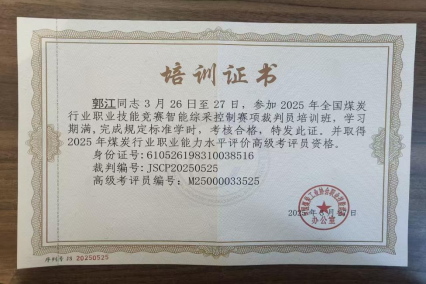 培训证书
郭江同志3月26日至27日，参加2025年全国煤炭
行业职业技能竞赛智能综采控制赛项裁判员培训班，学习
期满，完成规定标准学时，考核合格，特发此证。并取得
2025年煤炭行业职业能力水平评价高级考评员资格。
身份证号:610526198310038516
裁判编号:JSCP20250525
高级考评员编号:M25000033525
办公室
20250525